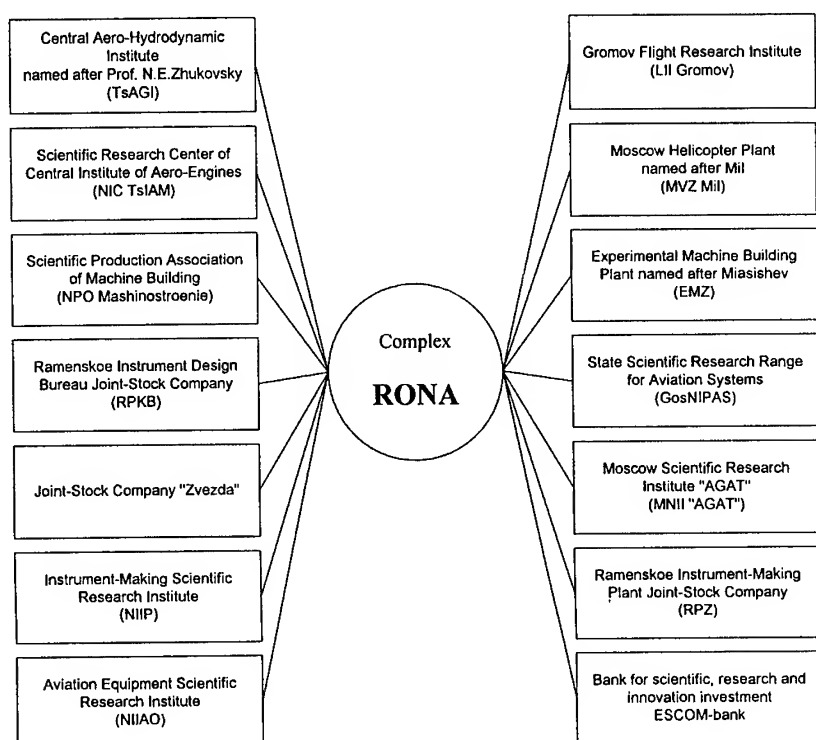 Central Aero-Hydrodynamic
Institute
named after Prof. N.E.Zhukovsky
(TsAGI)
Scientific Research Center of
Central Institute of Aero-Engines
(NIC TsIAM)
Scientific Production Association
of Machine Building
(NPO Mashinostroenie)
Ramenskoe Instrument Design
Bureau Joint-Stock Company
(RPKB)
Joint-Stock Company "Zvezda"
Instrument-Making Scientific
Research Institute
(NIIP)
Aviation Equipment Scientific
Research Institute
(NIIAO)
Complex
RONA
Gromov Flight Research Institute
(LII Gromov)
Moscow Helicopter Plant
named after Mil
(MVZ Mil)
Experimental Machine Building
Plant named after Miasishev
(EMZ)
State Scientific Research Range
for Aviation Systems
(GosNIPAS)
Moscow Scientific Research
Institute "AGAT"
(MNII "AGAT")
Ramenskoe Instrument-Making
Plant Joint-Stock Company
(RPZ)
Bank for scientific, research and
innovation investment
ESCOM-bank